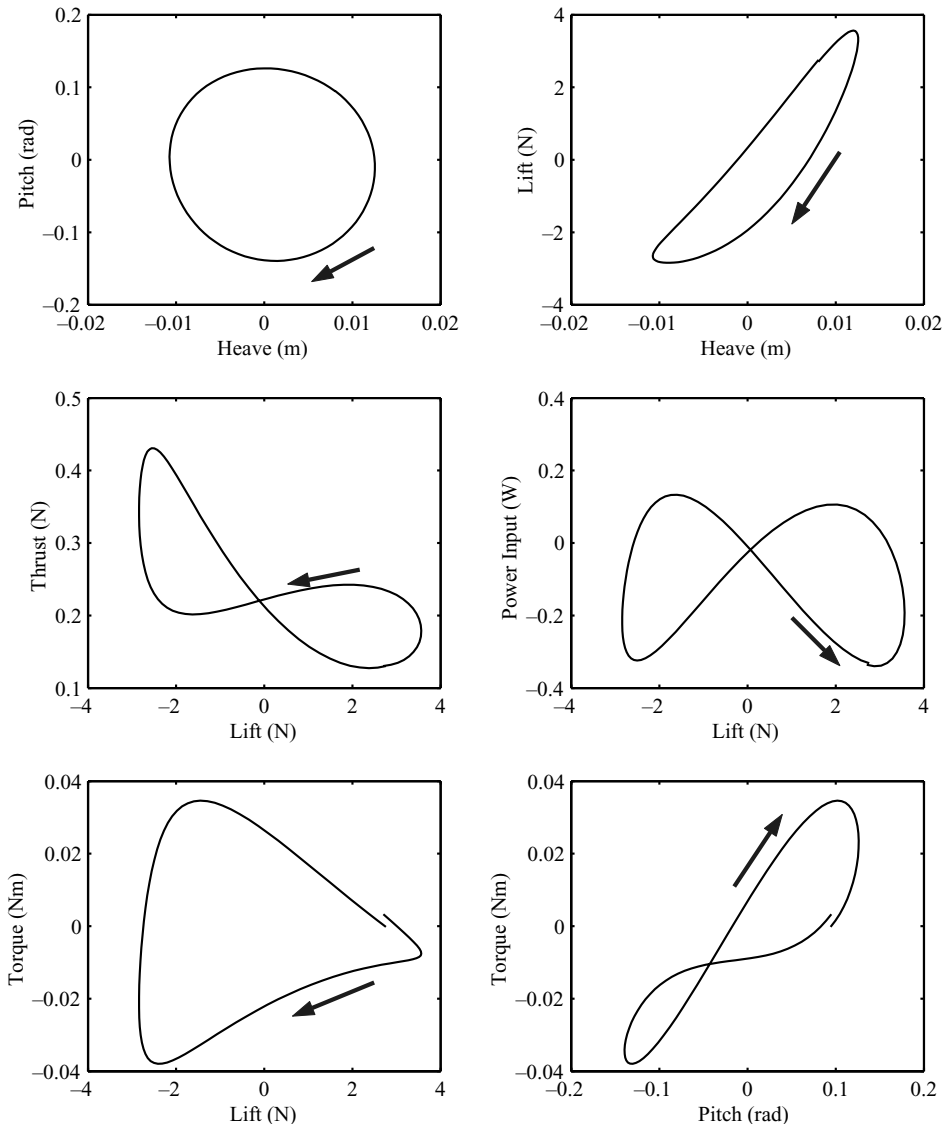 0.2
0.1
0
–0.1
–0.2
Pitch (rad)
–0.02 –0.01 0 0.01 0.02
Heave (m)
4
2
0
–2
–4
Lift (N)
–0.02 –0.01 0 0.01 0.02
Heave (m)
0.5
0.4
0.3
0.2
0.1
Thrust (N)
–4 –2 0 2 4
Lift (N)
0.4
0.2
0
–0.2
–0.4
Power Input (W)
–4 –2 0 2 4
Lift (N)
0.04
0.02
0
–0.02
–0.04
Torque (Nm)
–4 –2 0 2 4
Lift (N)
0.04
0.02
0
–0.02
–0.04
Torque (Nm)
–0.2 –0.1 0 0.1 0.2
Pitch (rad)